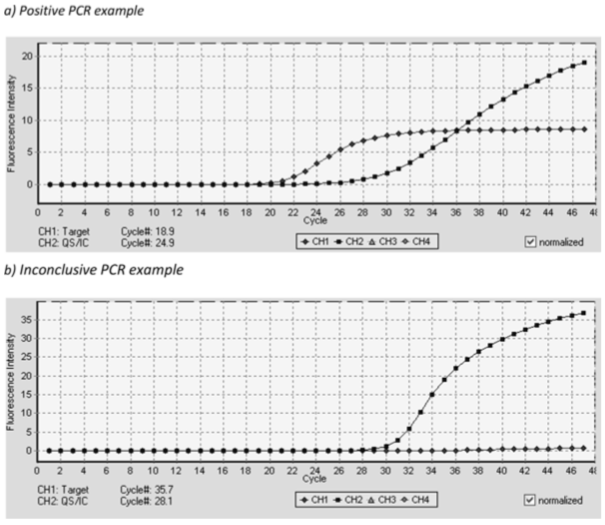 a) Positive PCR example
Fluorescence Intensity
20
15
10
5
0
0 2 4 6 8 10 12 14 16 18 20 22 24 26 28 30 32 34 36 38 40 42 44 46 48
Cycle
CH1: Target Cycle#: 18.9
CH2: QS/IC Cycle#: 24.9
CH1 CH2 CH3 CH4
normalized
b) Inconclusive PCR example
Fluorescence Intensity
35
30
25
20
15
10
5
0
0 2 4 6 8 10 12 14 16 18 20 22 24 26 28 30 32 34 36 38 40 42 44 46 48
Cycle
CH1: Target Cycle#: 35.7
CH2: QS/IC Cycle#: 28.1
CH1 CH2 CH3 CH4
normalized